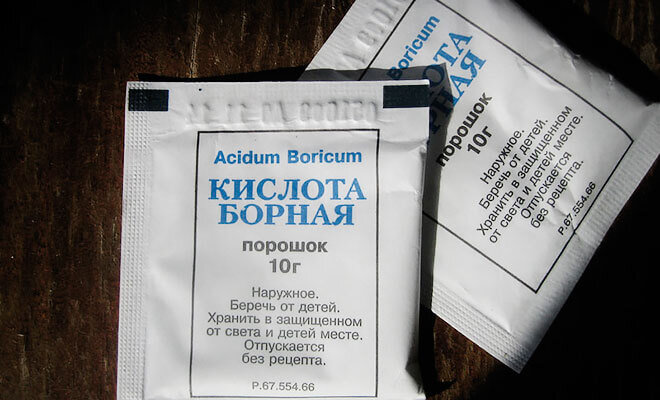 Acidum Boricum
КИСЛОТА
БОРНАЯ
порошок
10г
Наружное.
Беречь от детей.
Хранить в защищенном
от света и детей месте.
Отпускается
без рецепта.
Р.67.554.66
Boricum
КИСЛОТА
БОРНАЯ
порошок
10г
Наружное.
Беречь от детей.
Хранить в защищенном
от света и детей месте.
Отпускается
без рецепта.
Р.67.554.66